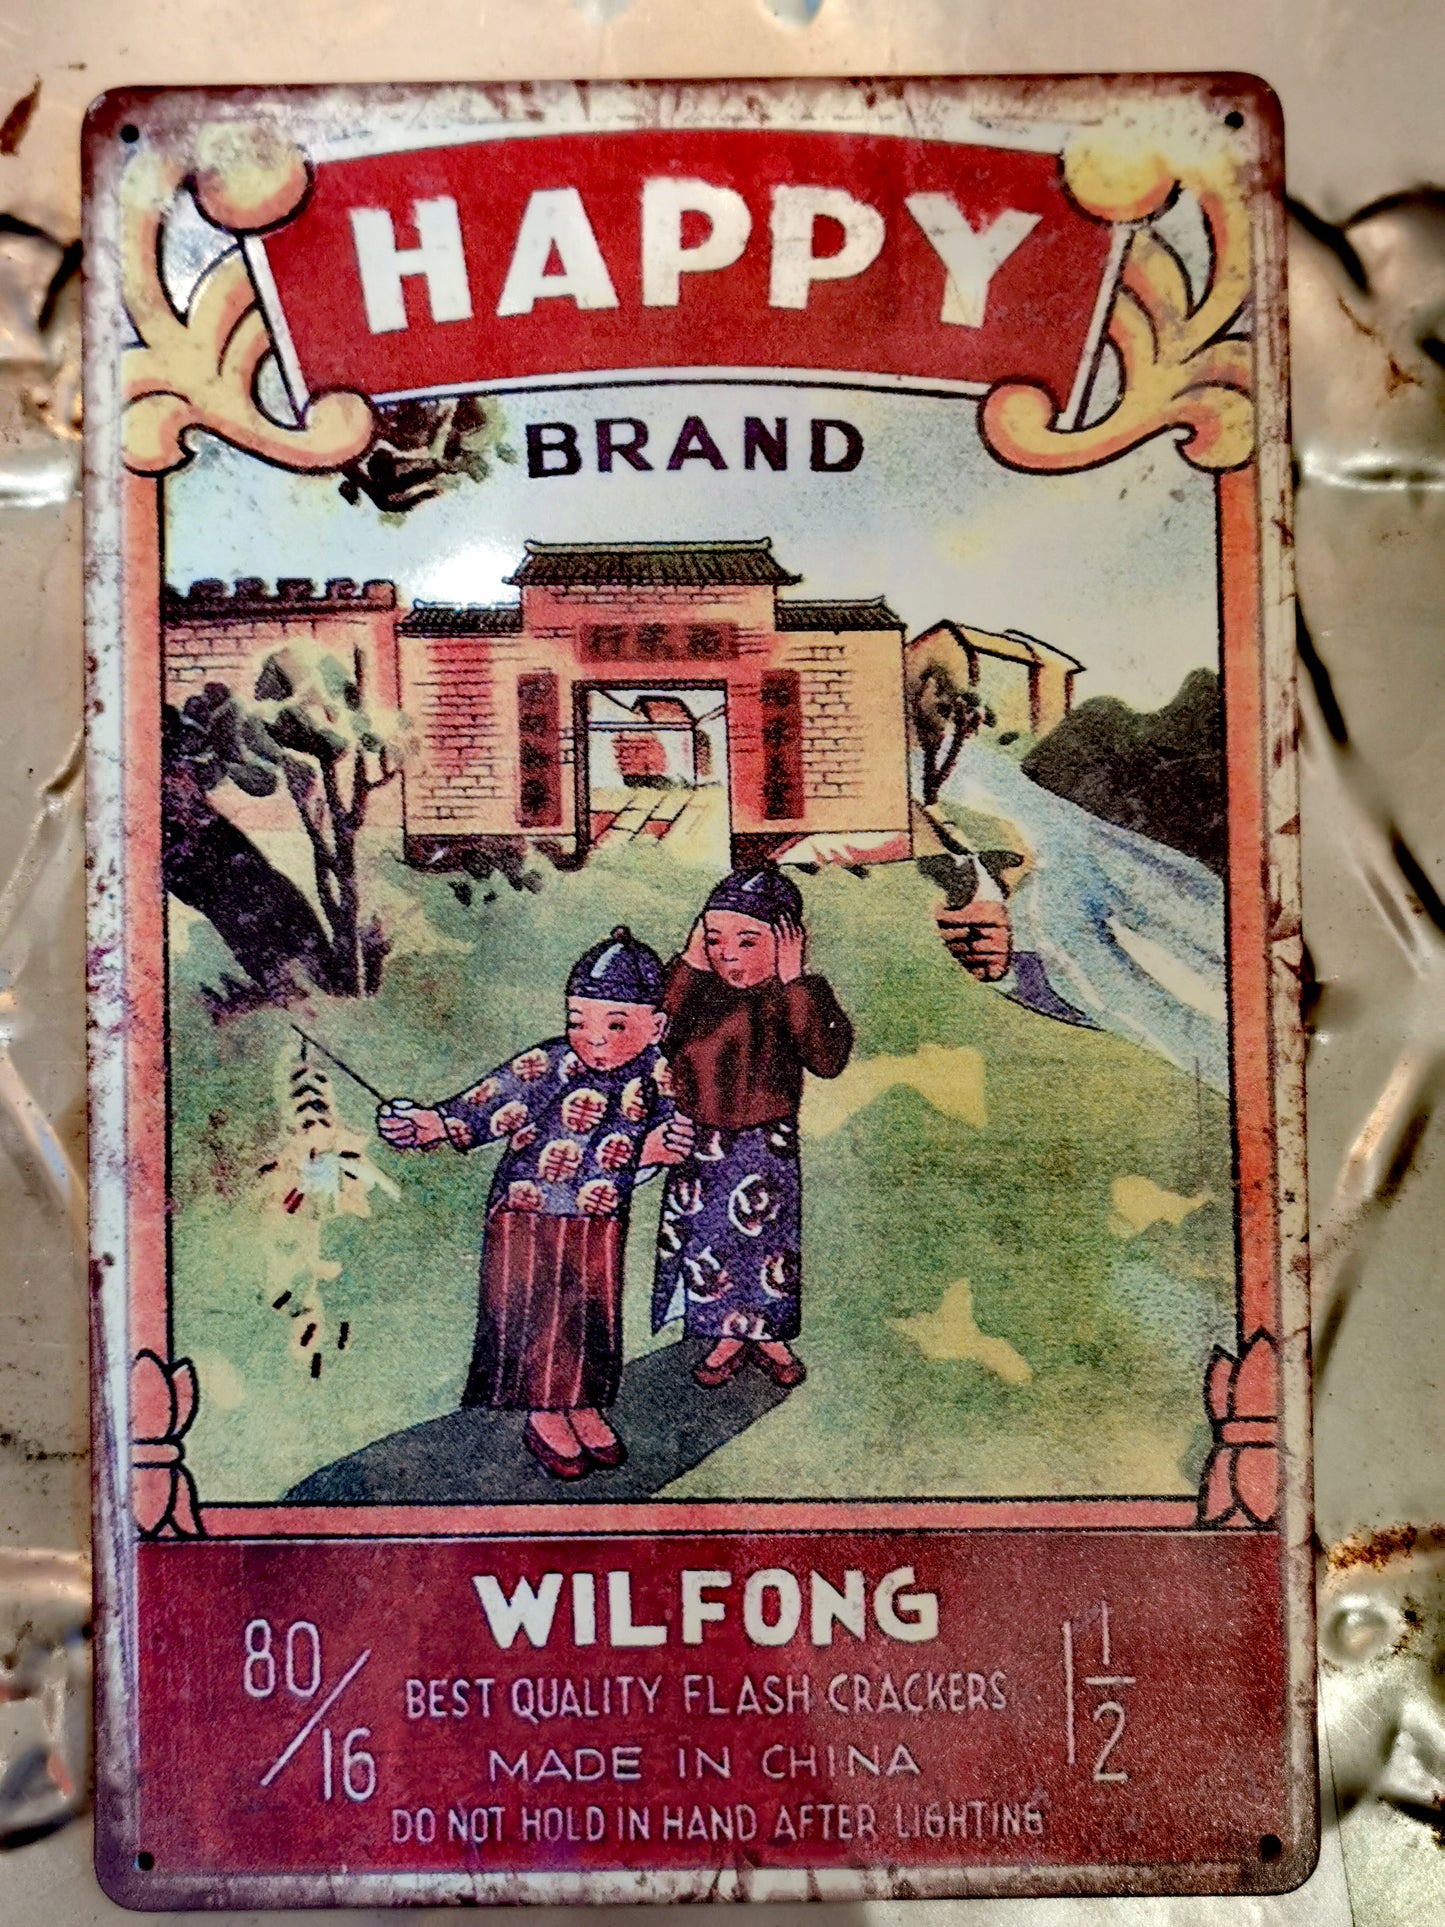 HAPPY
BRAND
WILFONG
80/16
BEST QUALITY FLASH CRACKERS
1 1/2
MADE IN CHINA
DO NOT HOLD IN HAND AFTER LIGHTING